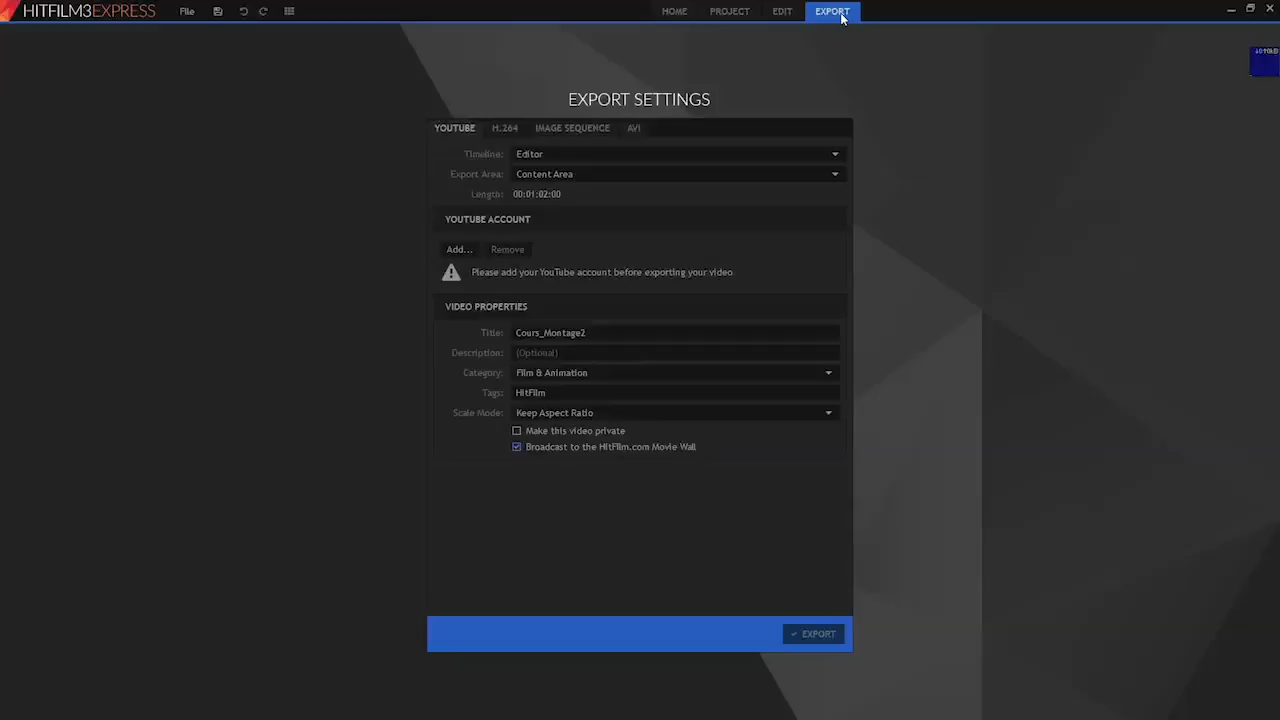 HITFILM3EXPRESS File HOME PROJECT EDIT EXPORT
EXPORT SETTINGS
YOUTUBE H.264 IMAGE SEQUENCE AVI
Timeline: Editor
Export Area: Content Area
Length: 00:01:02:00
YOUTUBE ACCOUNT
Add... Remove
Please add your YouTube account before exporting your video
VIDEO PROPERTIES
Title: Cours_Montage2
Description: (Optional)
Category: Film & Animation
Tags: HitFilm
Scale Mode: Keep Aspect Ratio
Make this video private
Broadcast to the HitFilm.com Movie Wall
EXPORT